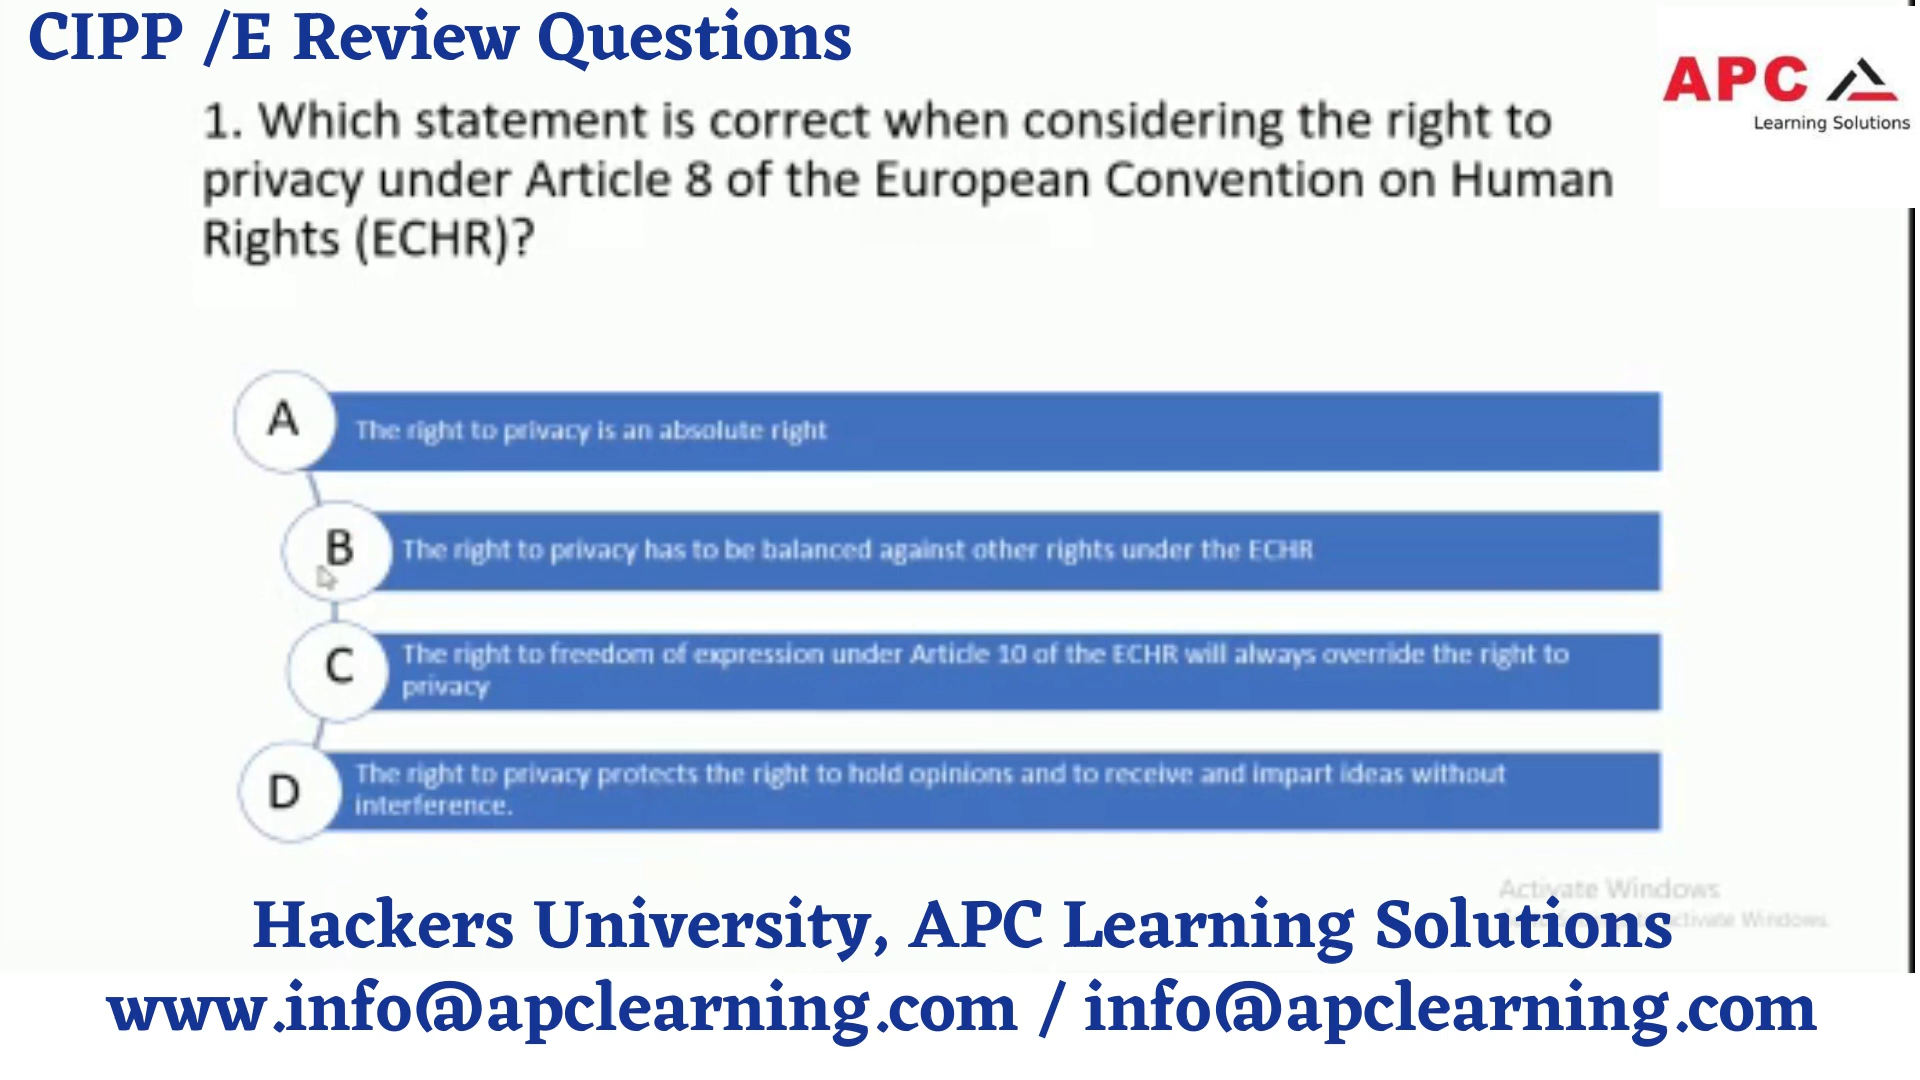 CIPP /E Review Questions
APC
Learning Solutions
1. Which statement is correct when considering the right to
privacy under Article 8 of the European Convention on Human
Rights (ECHR)?
A
The right to privacy is an absolute right
B
The right to privacy has to be balanced against other rights under the ECHR
C
The right to freedom of expression under Article 10 of the ECHR will always override the right to
privacy
D
The right to privacy protects the right to hold opinions and to receive and impart ideas without
interference.
Activate Windows
activate Windows.
Hackers University, APC Learning Solutions
www.info@apclearning.com / info@apclearning.com